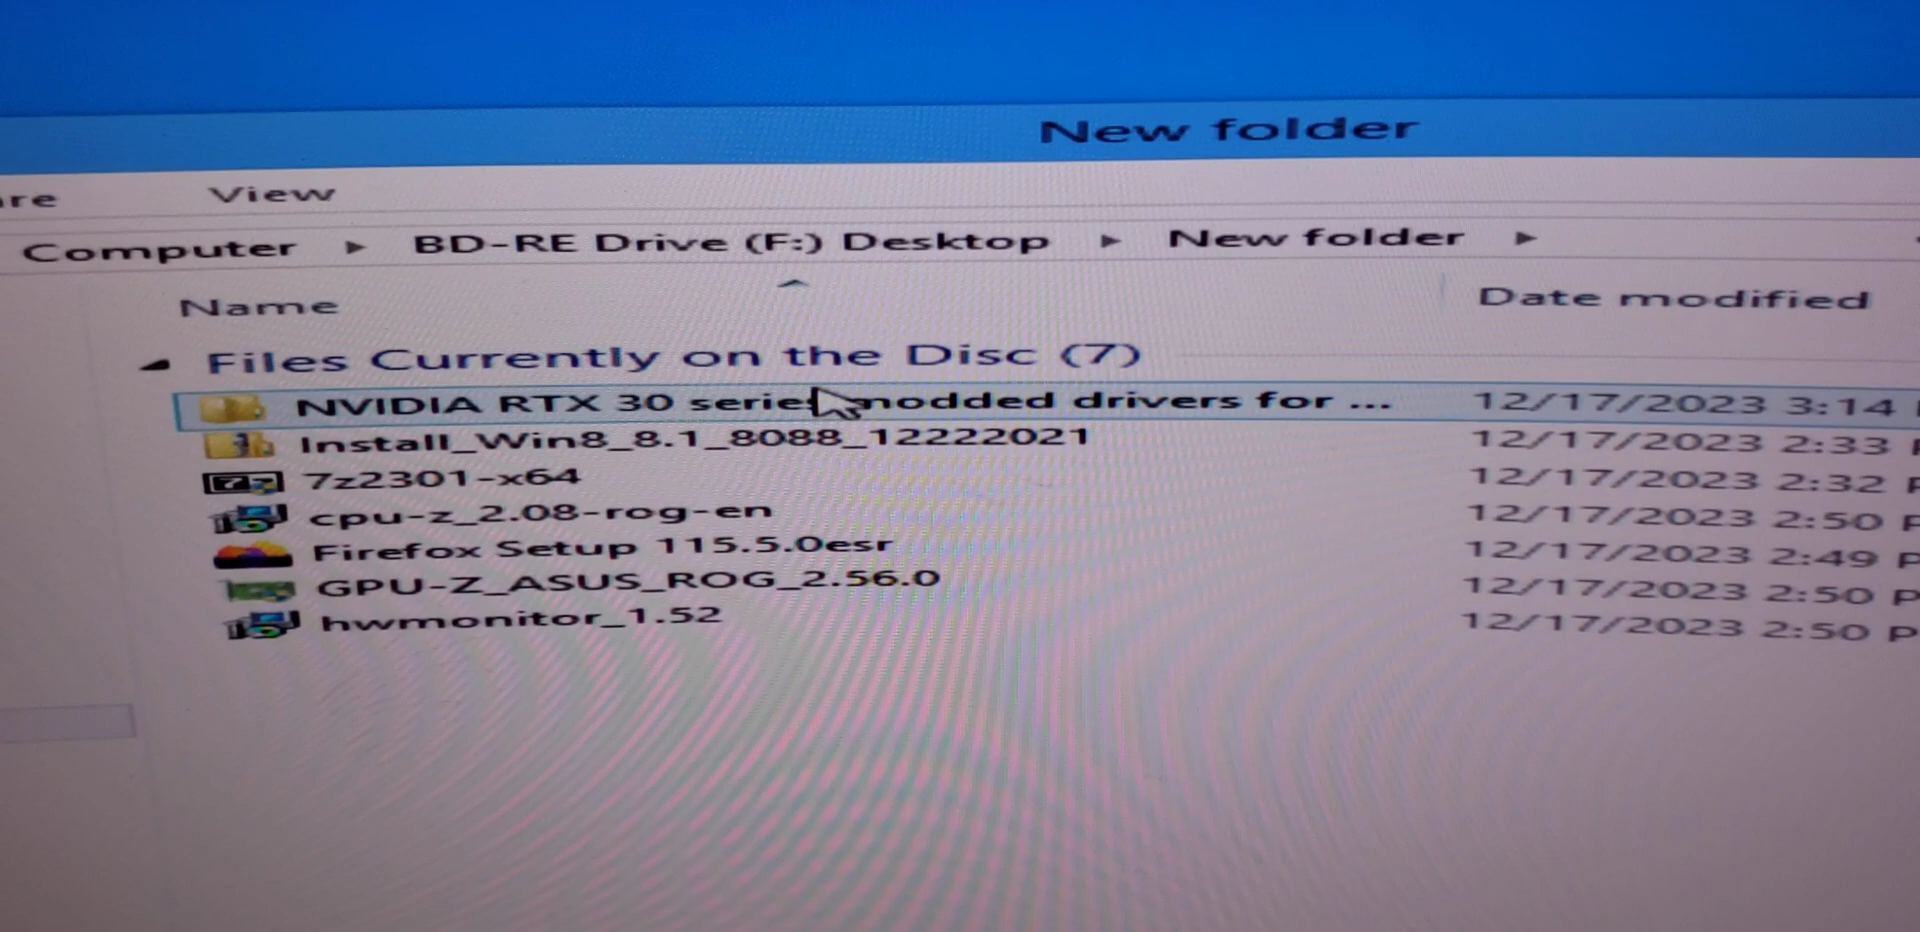 New folder
View
Computer ▸ BD-RE Drive (F:) Desktop ▸ New folder ▸
Name Date modified
Files Currently on the Disc (7)
NVIDIA RTX 30 series modded drivers for ... 12/17/2023 3:14
Install_Win8_8.1_8088_12222021 12/17/2023 2:33
7z2301-x64 12/17/2023 2:32
cpu-z_2.08-rog-en 12/17/2023 2:50 P
Firefox Setup 115.5.0esr 12/17/2023 2:49 P
GPU-Z_ASUS_ROG_2.56.0 12/17/2023 2:50 P
hwmonitor_1.52 12/17/2023 2:50 P